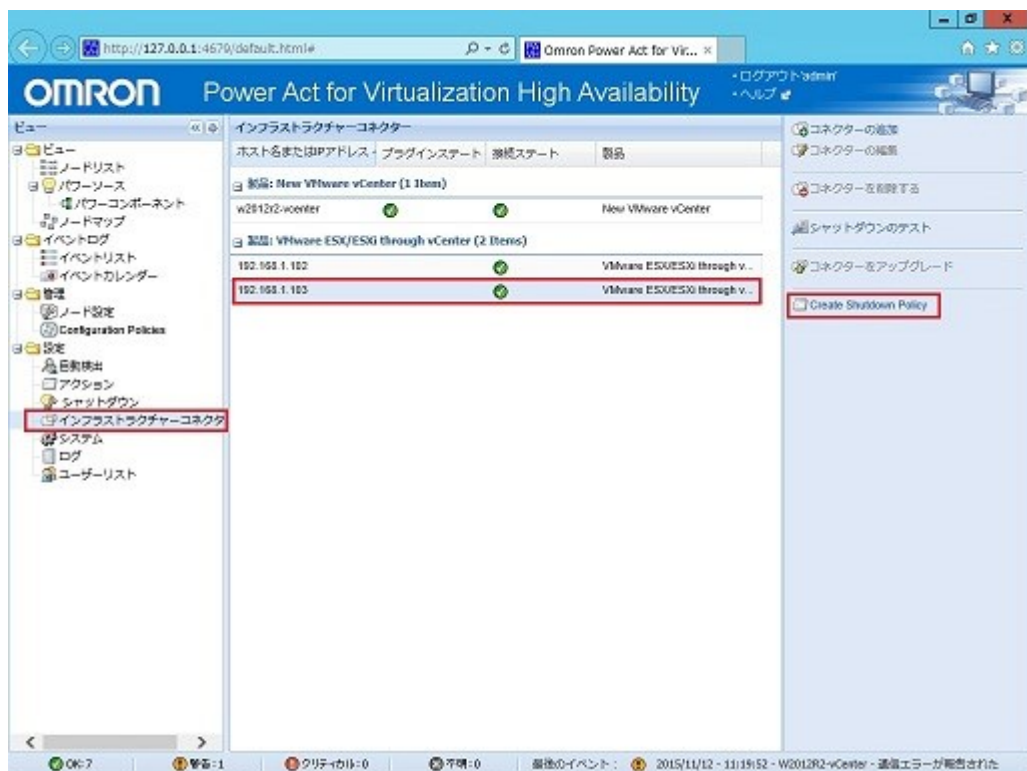 http://127.0.0.1:4679/default.html#
Omron Power Act for Vir...
OMRON
Power Act for Virtualization High Availability
・ログアウト'admin'
・ヘルプ
ビュー
ビュー
ノードリスト
パワーソース
パワーコンポーネント
ノードマップ
イベントログ
イベントリスト
イベントカレンダー
管理
ノード設定
Configuration Policies
設定
自動検出
アクション
シャットダウン
インフラストラクチャーコネクタ
システム
ログ
ユーザーリスト
インフラストラクチャーコネクター
ホスト名またはIPアドレス プラグインステート 接続ステート 製品
製品: New VMware vCenter (1 Item)
w2012r2-vcenter New VMware vCenter
製品: VMware ESX/ESXi through vCenter (2 Items)
192.168.1.102 VMware ESX/ESXi through v...
192.168.1.103 VMware ESX/ESXi through v...
コネクターの追加
コネクターの編集
コネクターを削除する
シャットダウンのテスト
コネクターをアップグレード
Create Shutdown Policy
OK:7 警告:1 クリティカル:0 不明:0 最後のイベント: 2015/11/12 - 11:19:52 - W2012R2-vCenter - 通信エラーが報告された